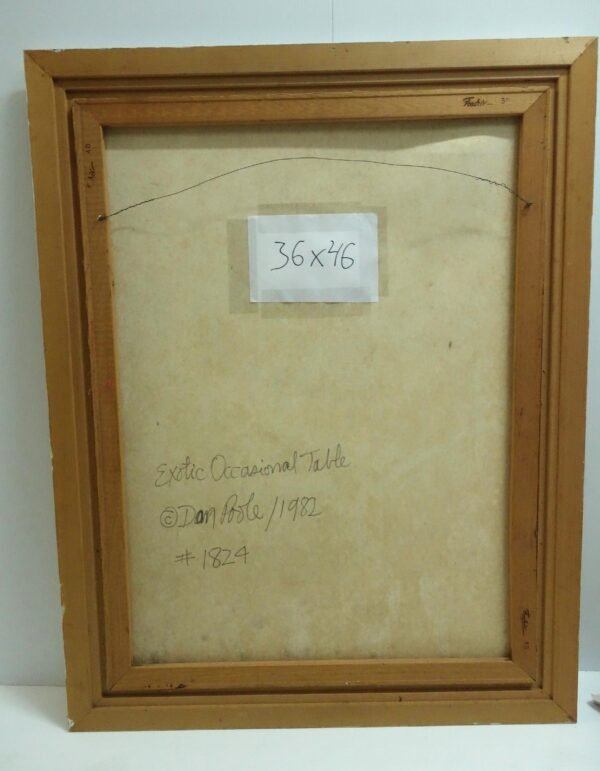 36x46
Exotic Occasional Table
© Dan Poole/1982
#1824